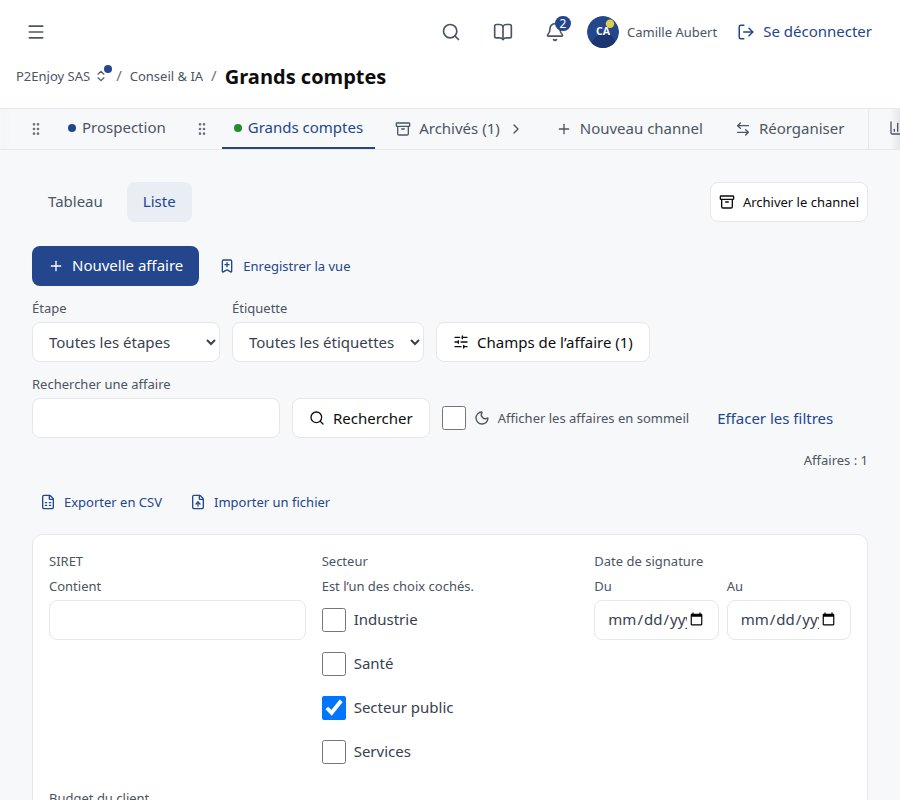 2
CA
Camille Aubert
Se déconnecter
P2Enjoy SAS / Conseil & IA / Grands comptes
Prospection
Grands comptes
Archivés (1)
Nouveau channel
Réorganiser
Tableau
Liste
Archiver le channel
Nouvelle affaire
Enregistrer la vue
Étape
Étiquette
Toutes les étapes
Toutes les étiquettes
Champs de l’affaire (1)
Rechercher une affaire
Rechercher
Afficher les affaires en sommeil
Effacer les filtres
Affaires : 1
Exporter en CSV
Importer un fichier
SIRET
Secteur
Date de signature
Contient
Est l’un des choix cochés.
Du
Au
Industrie
mm/dd/yy
mm/dd/yy
Santé
Secteur public
Services
Budget du client